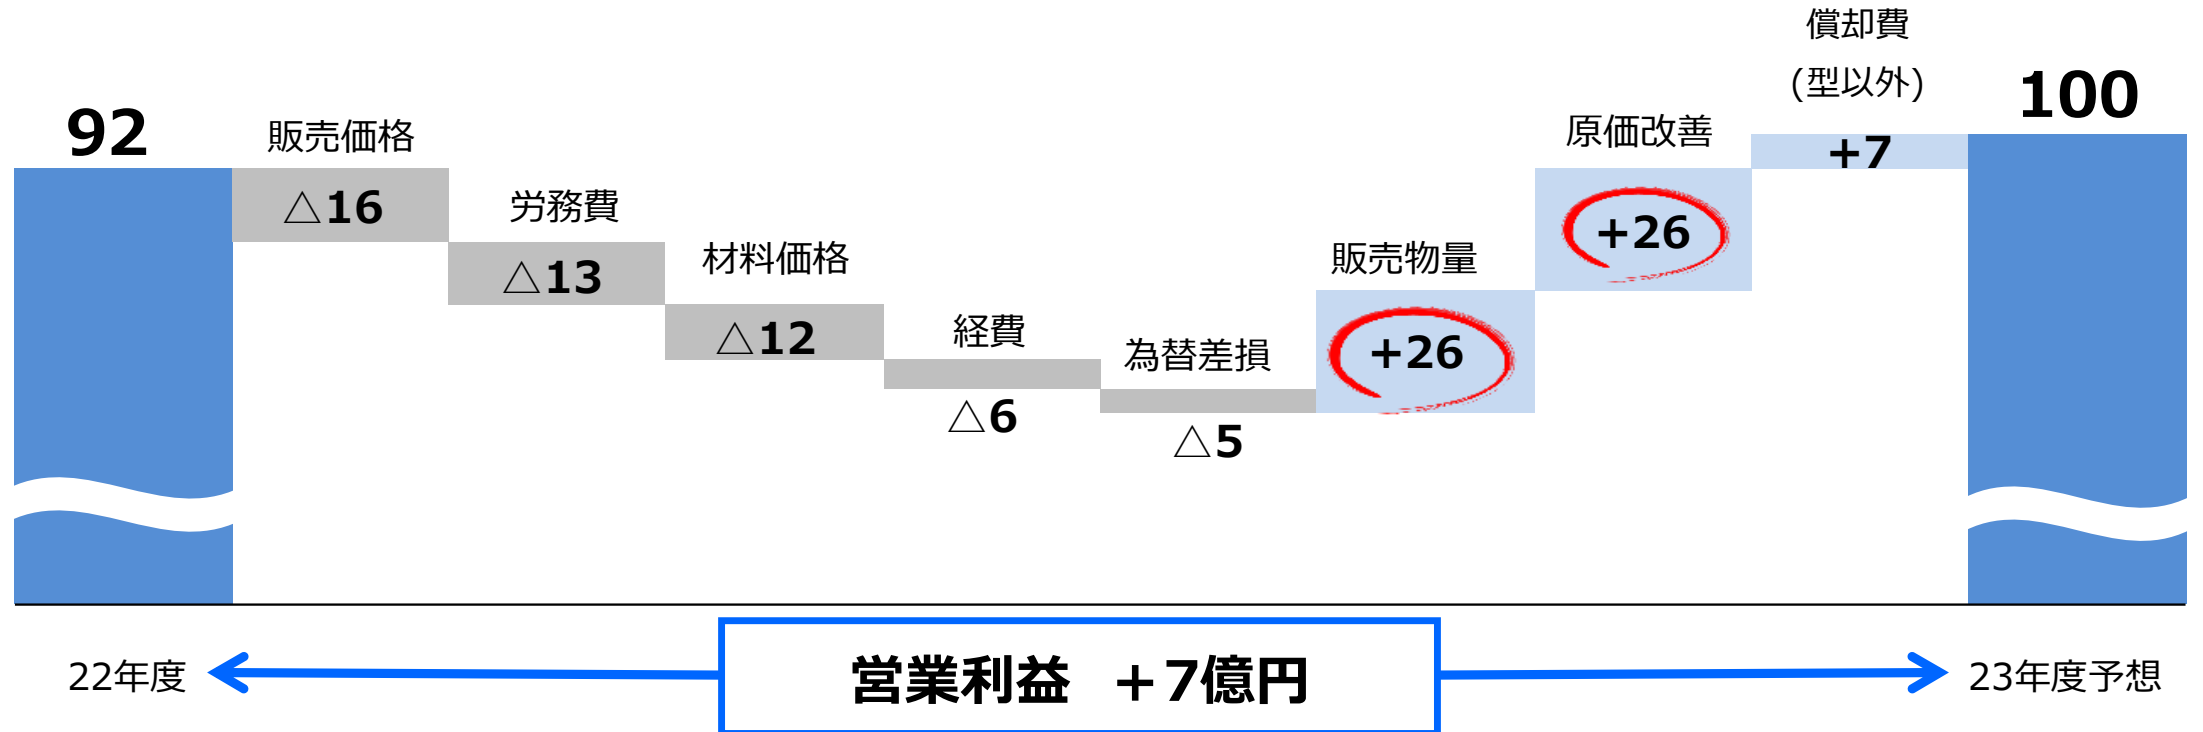 92
販売価格
△16
労務費
△13
材料価格
△12
経費
△6
為替差損
△5
販売物量
+26
原価改善
+26
償却費
(型以外)
+7
100
22年度
営業利益 +7億円
23年度予想